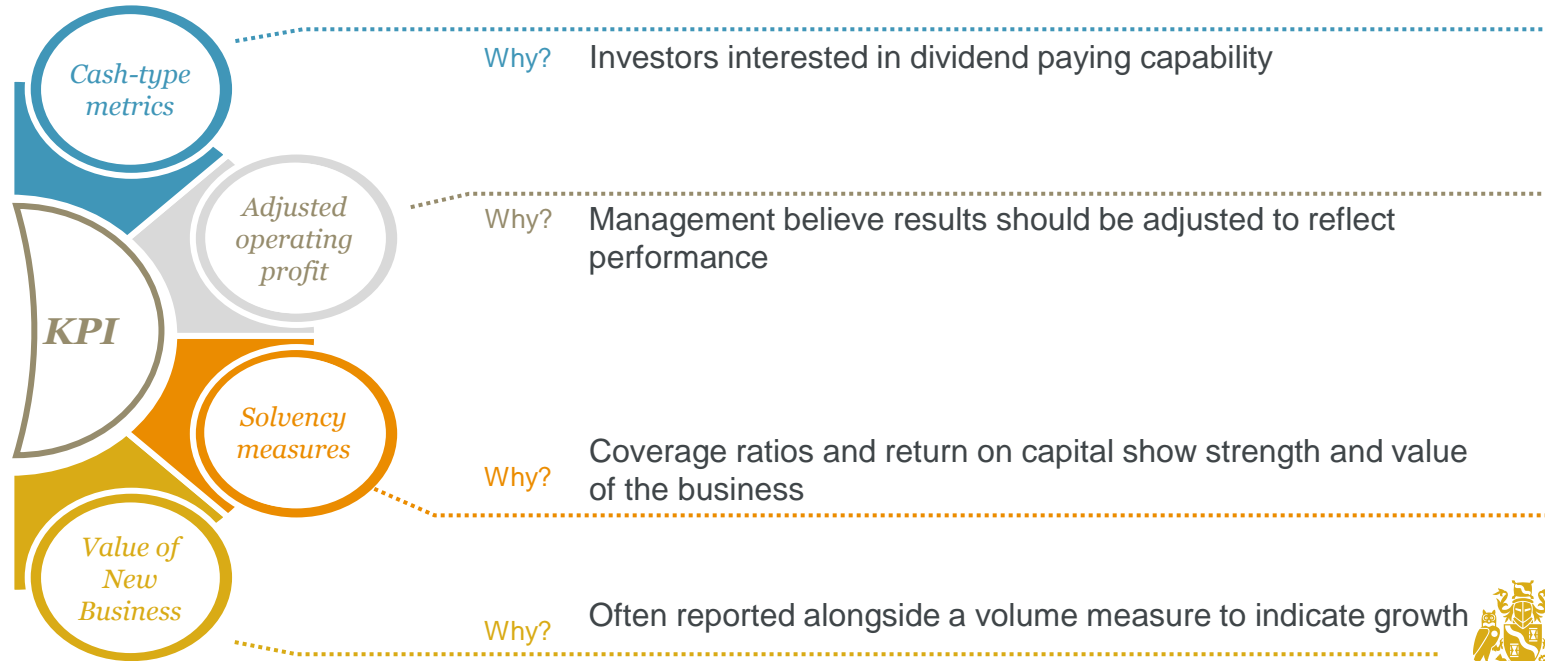 Cash-type
metrics
Why? Investors interested in dividend paying capability
Adjusted
operating
profit
Why? Management believe results should be adjusted to reflect
performance
KPI
Solvency
measures
Why? Coverage ratios and return on capital show strength and value
of the business
Value of
New
Business
Why? Often reported alongside a volume measure to indicate growth